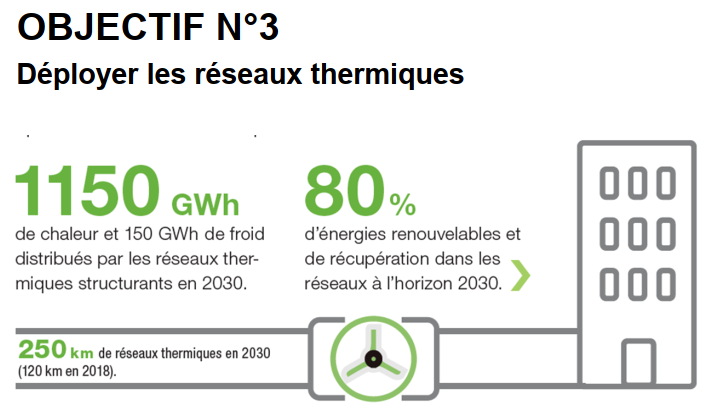 OBJECTIF N°3
Déployer les réseaux thermiques
1150 GWh
de chaleur et 150 GWh de froid
distribués par les réseaux ther-
miques structurants en 2030.
80 %
d'énergies renouvelables et
de récupération dans les
réseaux à l'horizon 2030.
250 km de réseaux thermiques en 2030
(120 km en 2018).